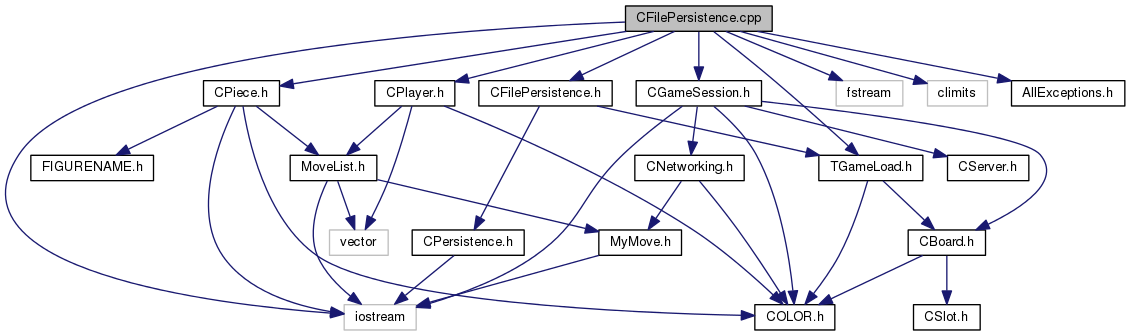 CFilePersistence.cpp
CPiece.h
CPlayer.h
CFilePersistence.h
CGameSession.h
fstream
climits
AllExceptions.h
FIGURENAME.h
MoveList.h
CNetworking.h
TGameLoad.h
CServer.h
vector
CPersistence.h
MyMove.h
CBoard.h
iostream
COLOR.h
CSlot.h